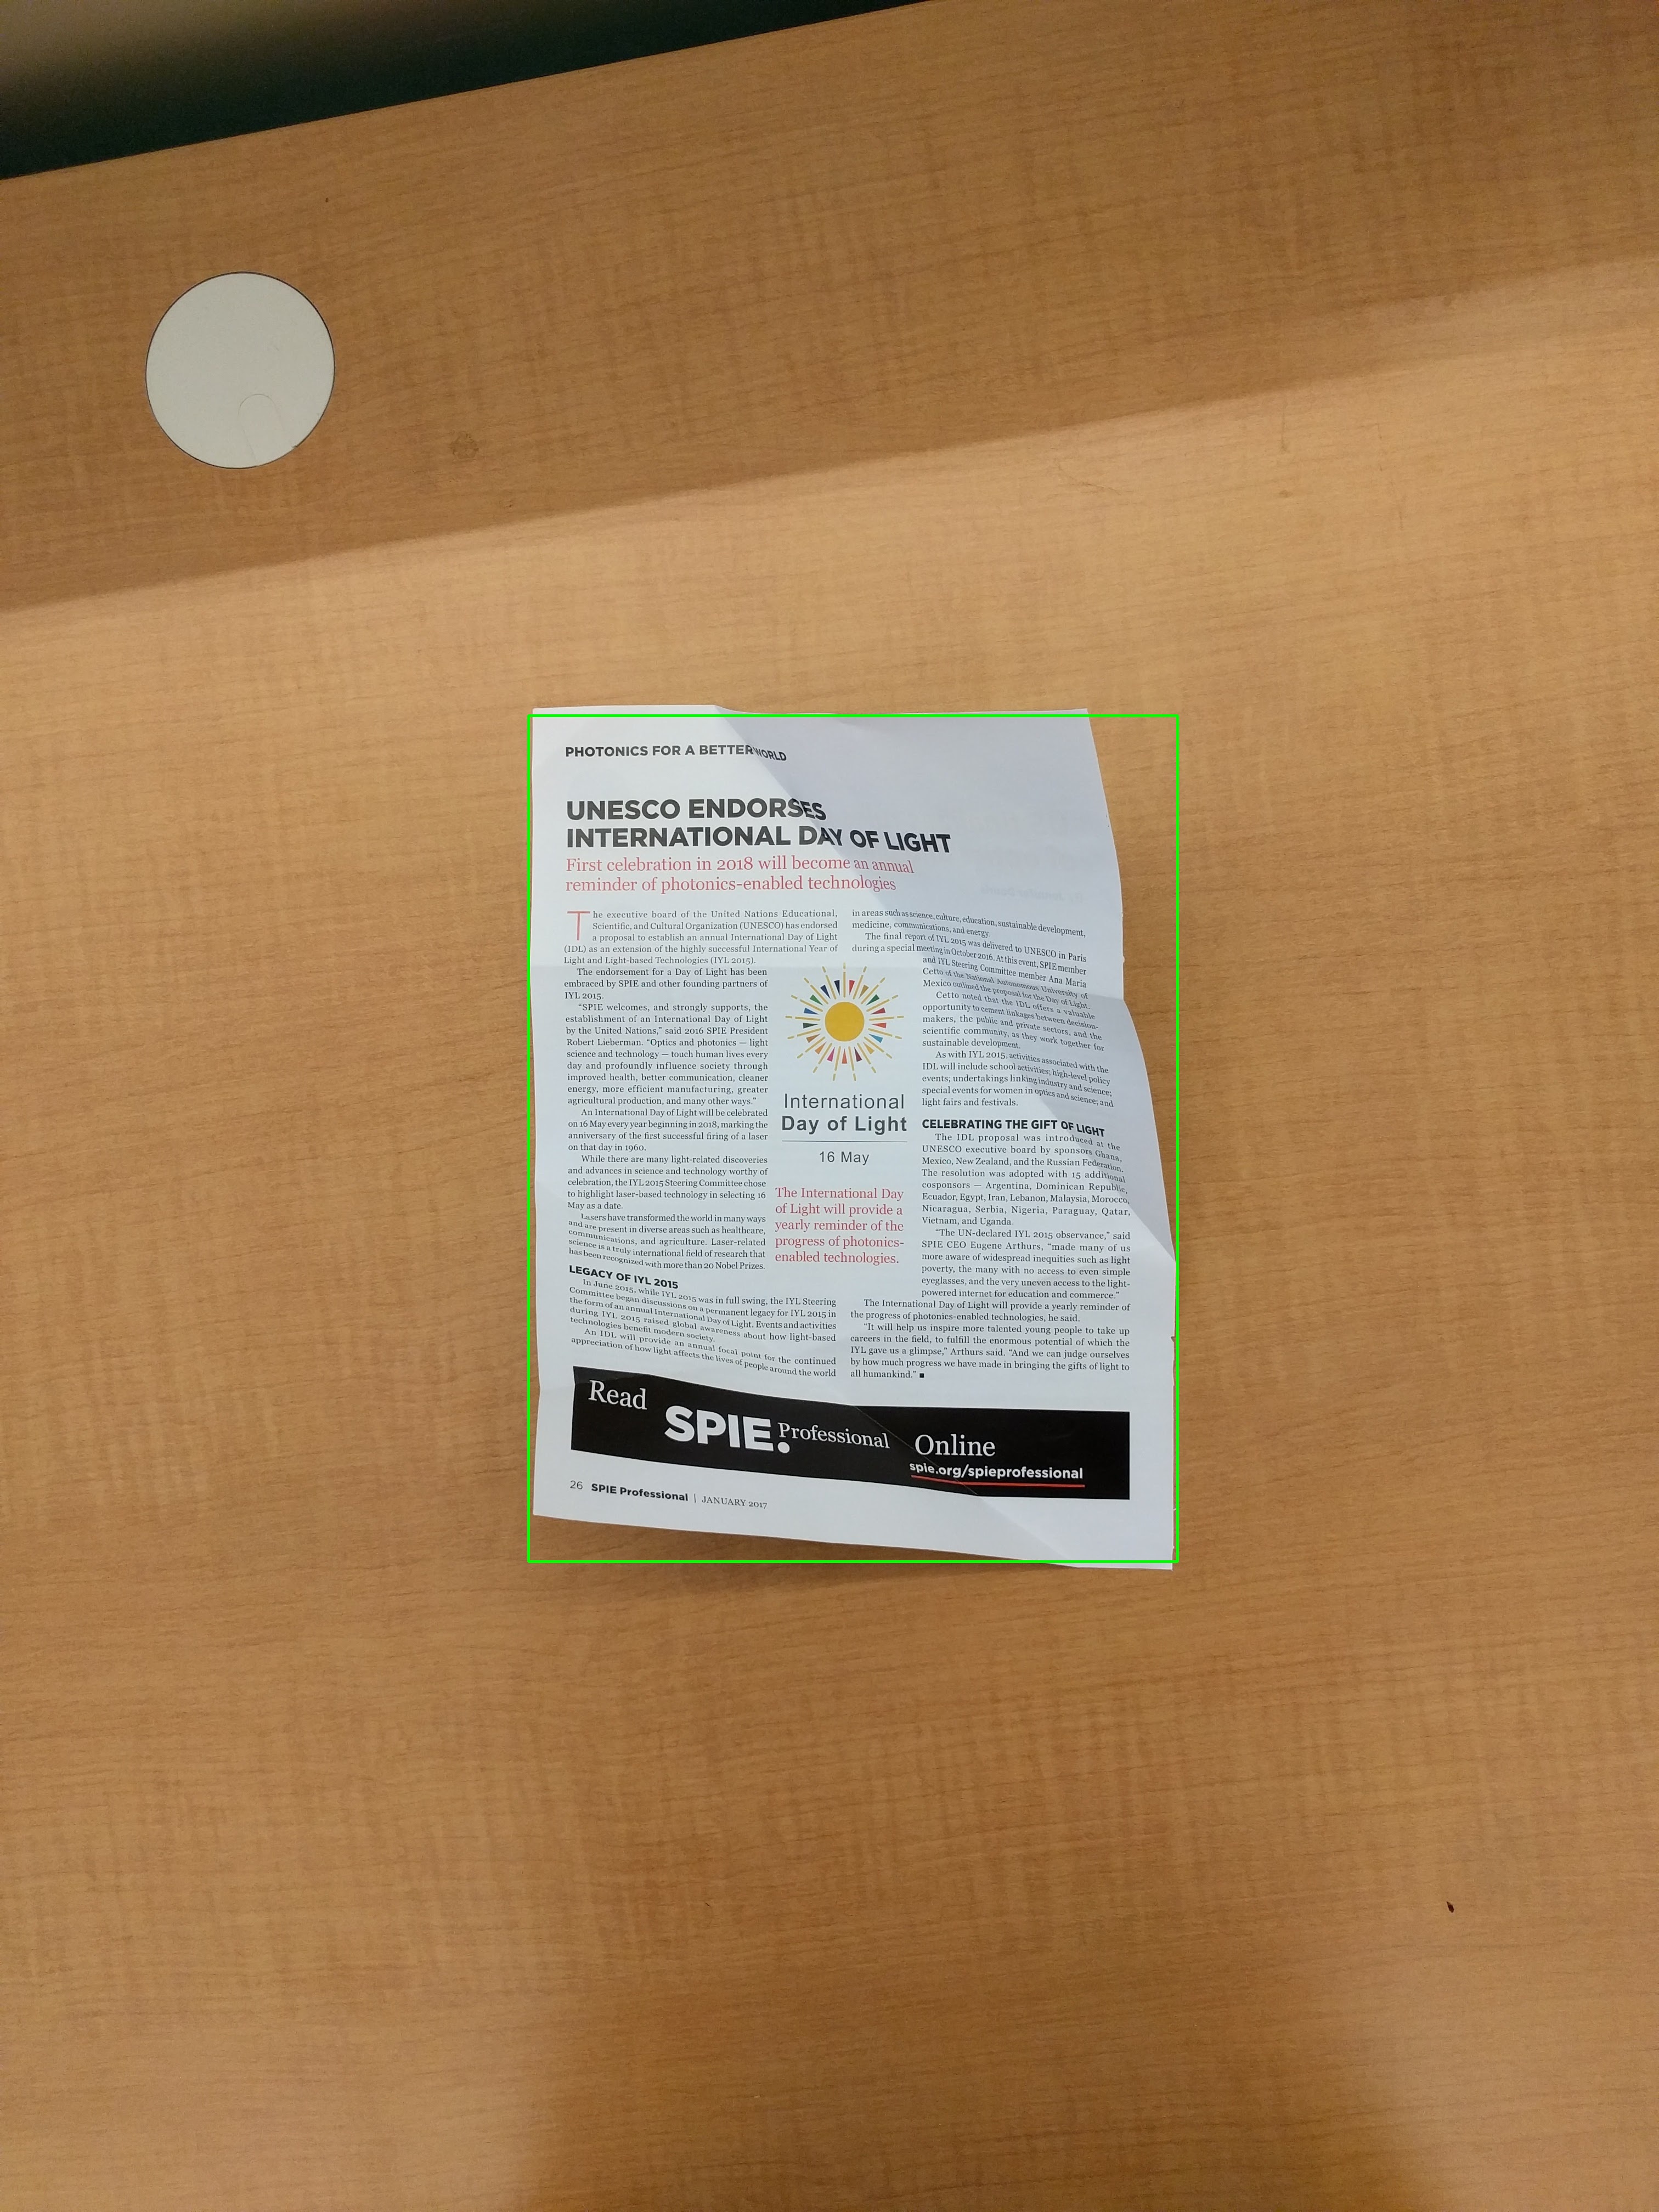 PHOTONICS FOR A BETTER WORLD
UNESCO ENDORSES
INTERNATIONAL DAY OF LIGHT
First celebration in 2018 will become an annual
reminder of photonics-enabled technologies
The executive board of the United Nations Educational,
Scientific, and Cultural Organization (UNESCO) has endorsed
a proposal to establish an annual International Day of Light
(IDL) as an extension of the highly successful International Year of
Light and Light-based Technologies (IYL 2015).
The endorsement for a Day of Light has been
embraced by SPIE and other founding partners of
IYL 2015.
“SPIE welcomes, and strongly supports, the
establishment of an International Day of Light
by the United Nations,” said 2016 SPIE President
Robert Lieberman. “Optics and photonics — light
science and technology — touch human lives every
day and profoundly influence society through
improved health, better communication, cleaner
energy, more efficient manufacturing, greater
agricultural production, and many other ways.”
An International Day of Light will be celebrated
on 16 May every year beginning in 2018, marking the
anniversary of the first successful firing of a laser
on that day in 1960.
While there are many light-related discoveries
and advances in science and technology worthy of
celebration, the IYL 2015 Steering Committee chose
to highlight laser-based technology in selecting 16
May as a date.
Lasers have transformed the world in many ways
and are present in diverse areas such as healthcare,
communications, and agriculture. Laser-related
science is a truly international field of research that
has been recognized with more than 20 Nobel Prizes.
LEGACY OF IYL 2015
In June 2015, while IYL 2015 was in full swing, the IYL Steering
Committee began discussions on a permanent legacy for IYL 2015 in
the form of an annual International Day of Light. Events and activities
during IYL 2015 raised global awareness about how light-based
technologies benefit modern society.
An IDL will provide an annual focal point for the continued
appreciation of how light affects the lives of people around the world
in areas such as science, culture, education, sustainable development,
medicine, communications, and energy.
The final report of IYL 2015 was delivered to UNESCO in Paris
during a special meeting in October 2016. At this event, SPIE member
and IYL Steering Committee member Ana Maria
Cetto of the National Autonomous University of
Mexico outlined the proposal for the Day of Light.
Cetto noted that the IDL offers a valuable
opportunity to cement linkages between decision-
makers, the public and private sectors, and the
scientific community, as they work together for
sustainable development.
As with IYL 2015, activities associated with the
IDL will include school activities; high-level policy
events; undertakings linking industry and science;
special events for women in optics and science; and
light fairs and festivals.
CELEBRATING THE GIFT OF LIGHT
The IDL proposal was introduced at the
UNESCO executive board by sponsors Ghana,
Mexico, New Zealand, and the Russian Federation.
The resolution was adopted with 15 additional
cosponsors — Argentina, Dominican Republic,
Ecuador, Egypt, Iran, Lebanon, Malaysia, Morocco,
Nicaragua, Serbia, Nigeria, Paraguay, Qatar,
Vietnam, and Uganda.
“The UN-declared IYL 2015 observance,” said
SPIE CEO Eugene Arthurs, “made many of us
more aware of widespread inequities such as light
poverty, the many with no access to even simple
eyeglasses, and the very uneven access to the light-
powered internet for education and commerce.”
The International Day of Light will provide a yearly reminder of
the progress of photonics-enabled technologies, he said.
“It will help us inspire more talented young people to take up
careers in the field, to fulfill the enormous potential of which the
IYL gave us a glimpse,” Arthurs said. “And we can judge ourselves
by how much progress we have made in bringing the gifts of light to
all humankind.” ■
International
Day of Light
16 May
The International Day
of Light will provide a
yearly reminder of the
progress of photonics-
enabled technologies.
Read SPIE. Professional Online
spie.org/spieprofessional
26 SPIE Professional | JANUARY 2017